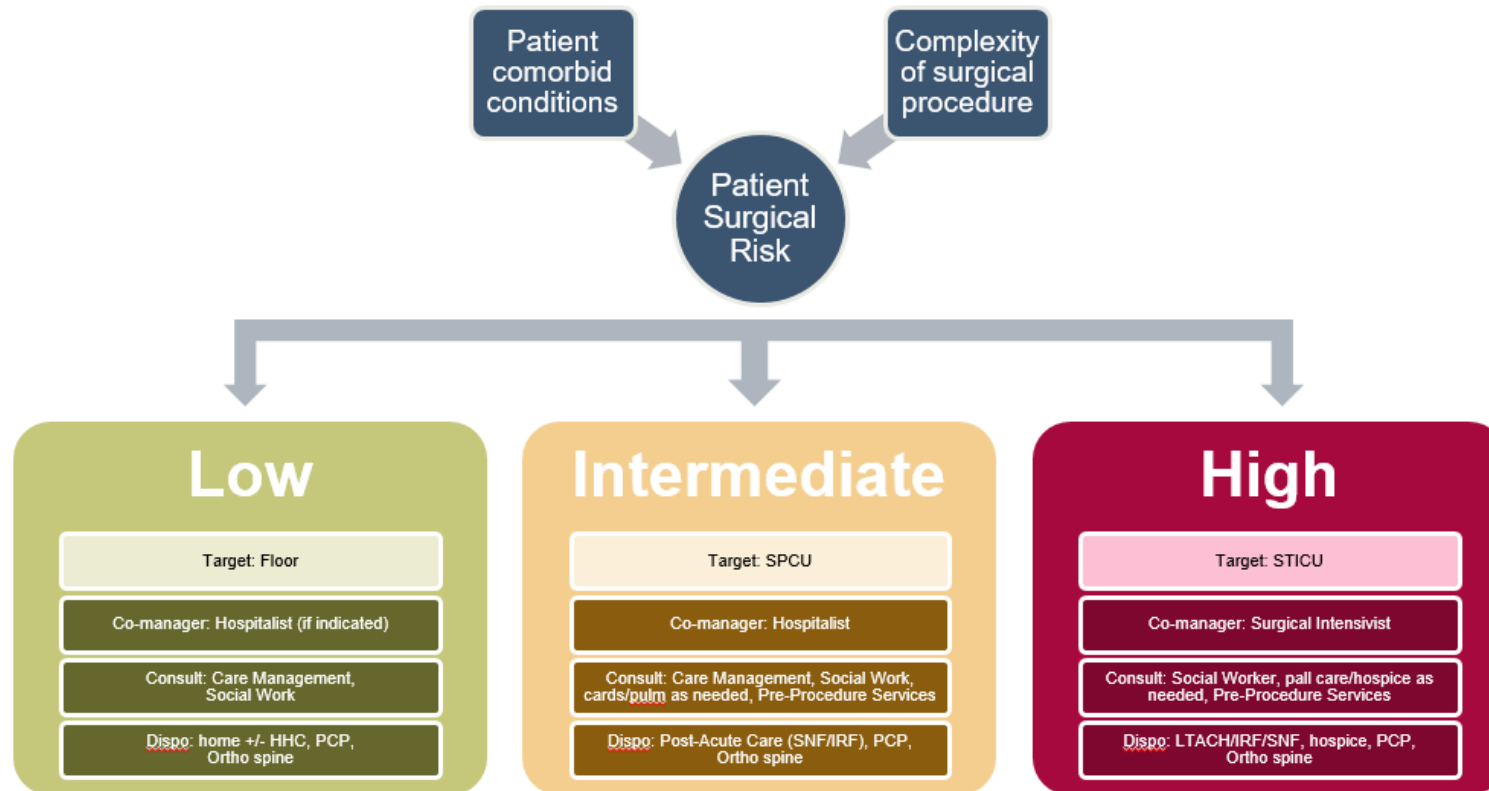 Patient
comorbid
conditions
Complexity
of surgical
procedure
Patient
Surgical
Risk
Low
Target: Floor
Co-manager: Hospitalist (if indicated)
Consult: Care Management,
Social Work
Dispo: home +/- HHC, PCP,
Ortho spine
Intermediate
Target: SPCU
Co-manager: Hospitalist
Consult: Care Management, Social Work,
cards/pulm as needed, Pre-Procedure Services
Dispo: Post-Acute Care (SNF/IRF), PCP,
Ortho spine
High
Target: STICU
Co-manager: Surgical Intensivist
Consult: Social Worker, pall care/hospice as
needed, Pre-Procedure Services
Dispo: LTACH/IRF/SNF, hospice, PCP,
Ortho spine